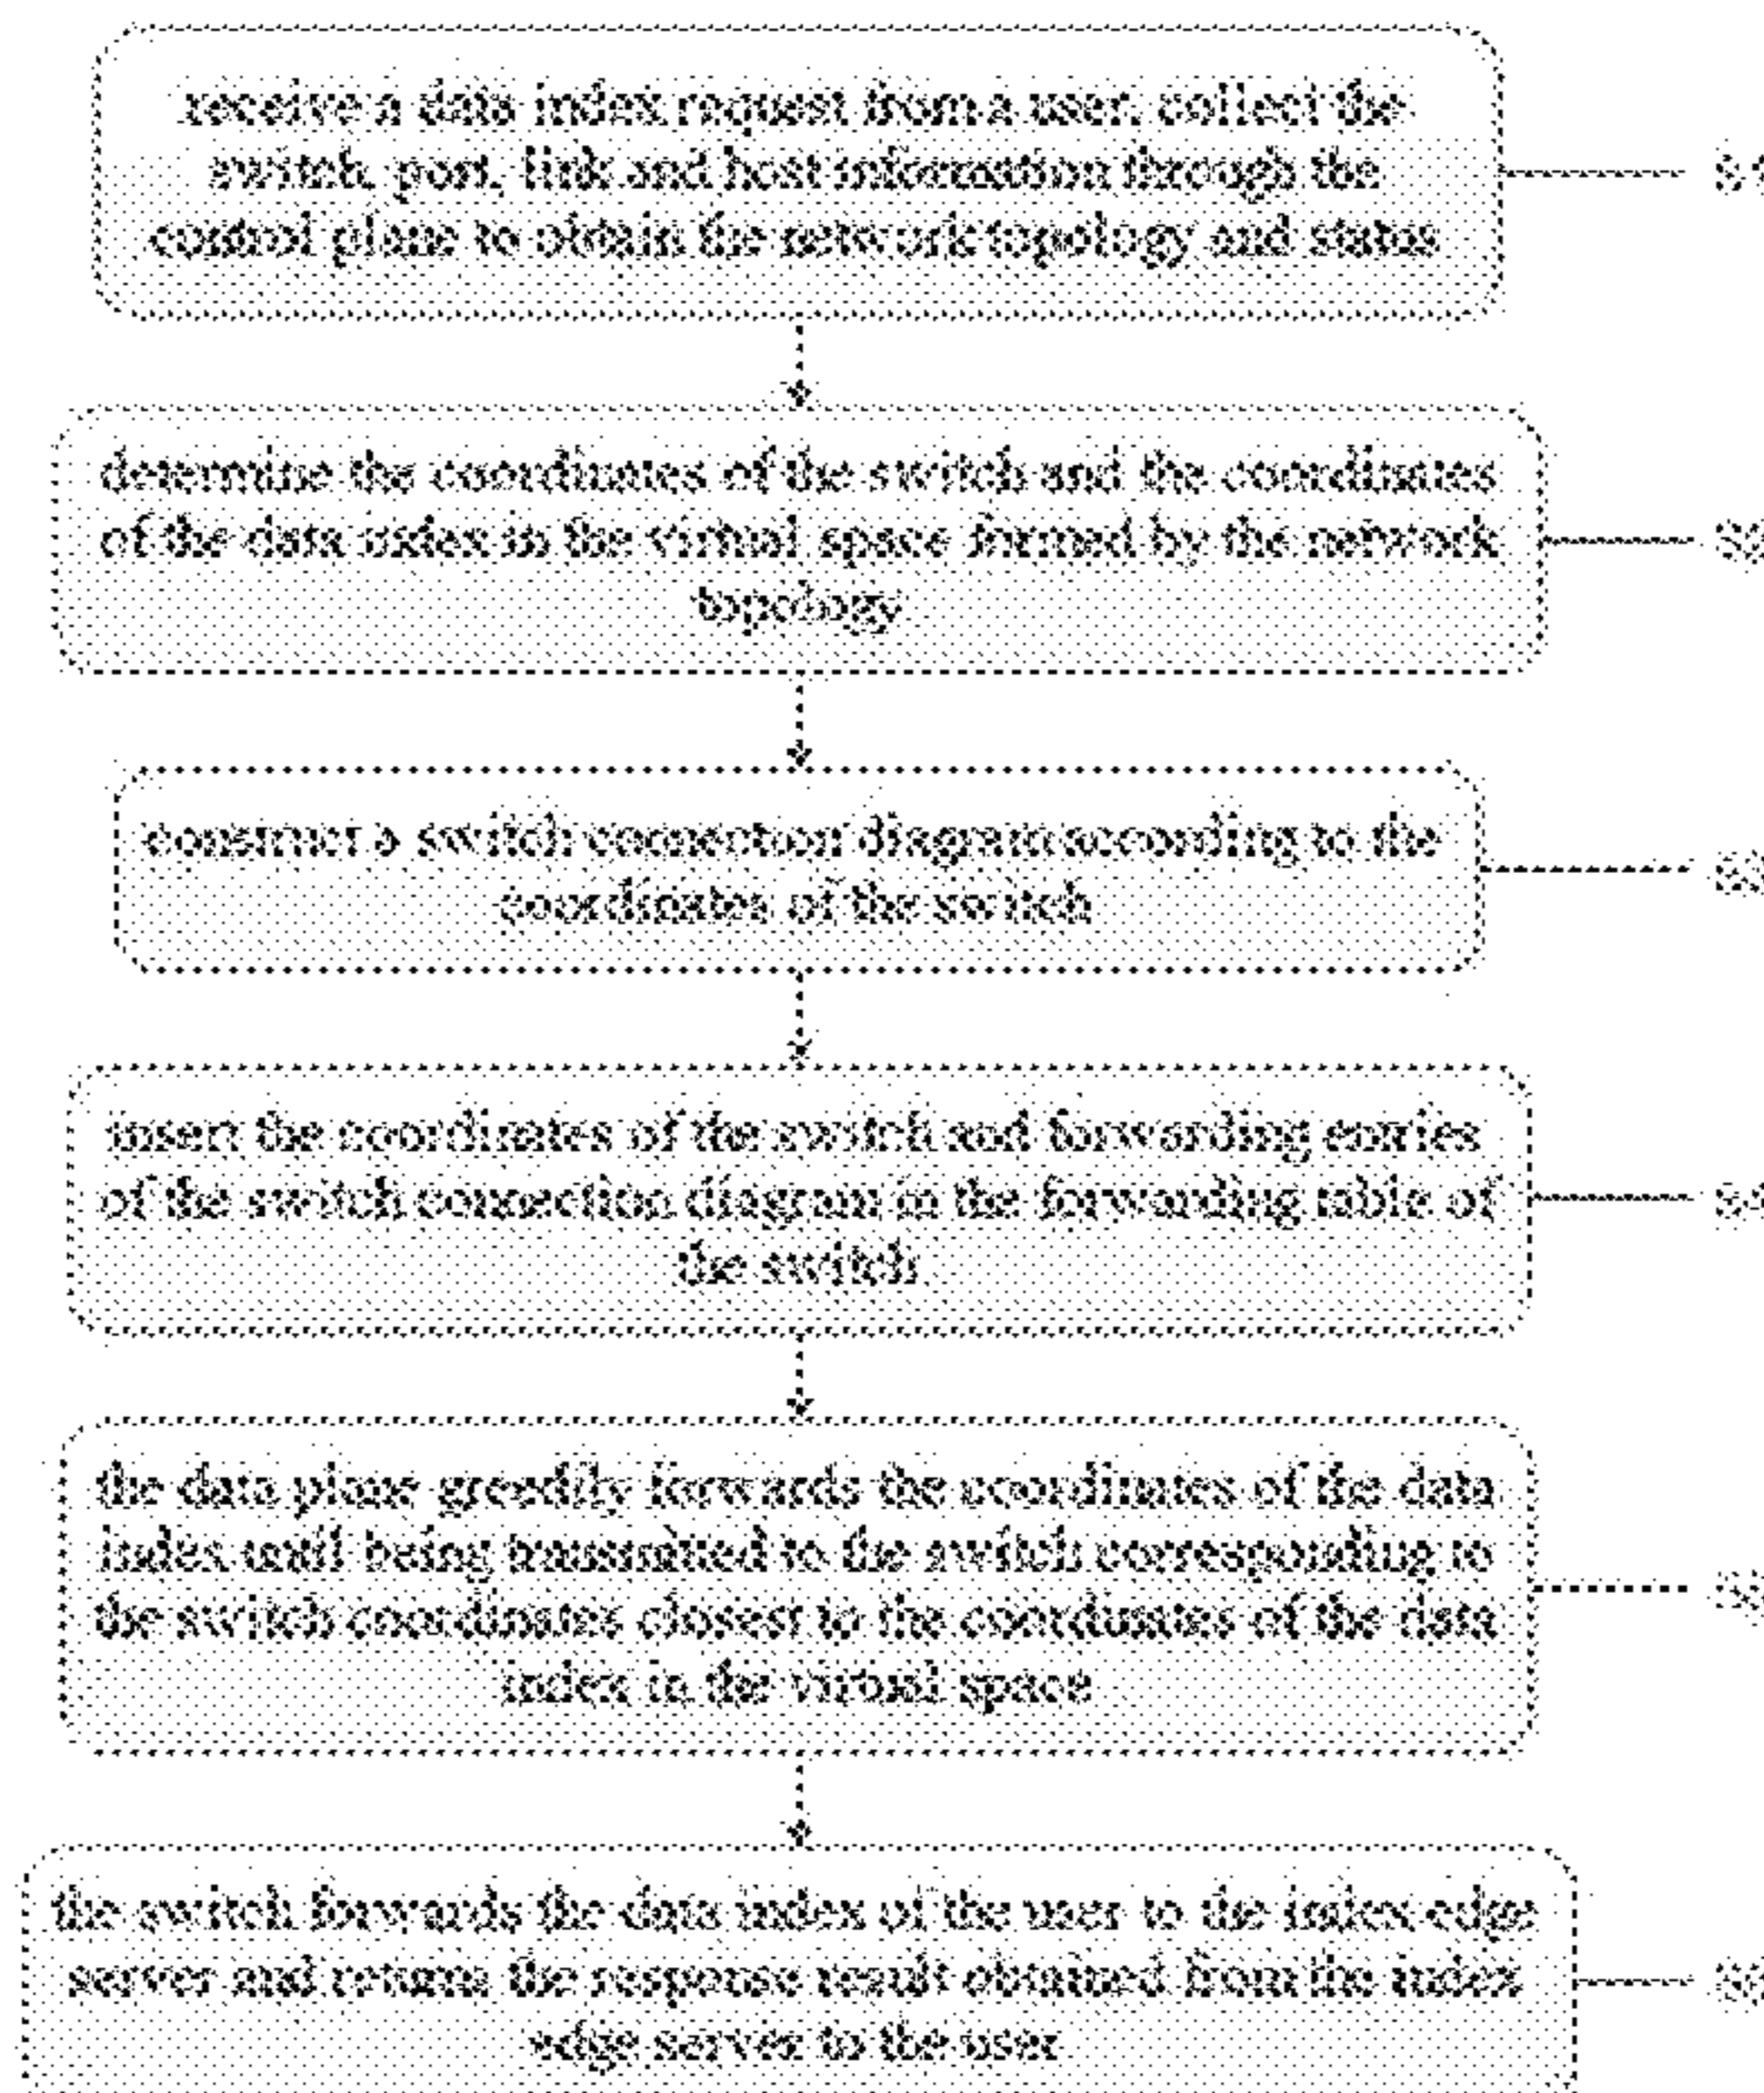 receive a data index request from a user, collect the
switch, port, link and host information through the
control plane to obtain the network topology and status
determine the coordinates of the switch and the coordinates
of the data index in the virtual space formed by the network
topology
construct a switch connection diagram according to the
coordinates of the switch
insert the coordinates of the switch and forwarding entries
of the switch connection diagram in the forwarding table of
the switch
the data plane greedily forwards the coordinates of the data
index until being transmitted to the switch corresponding to
the switch coordinates closest to the coordinates of the data
index in the virtual space
the switch forwards the data index of the user to the index edge
server and returns the response result obtained from the index
edge server to the user